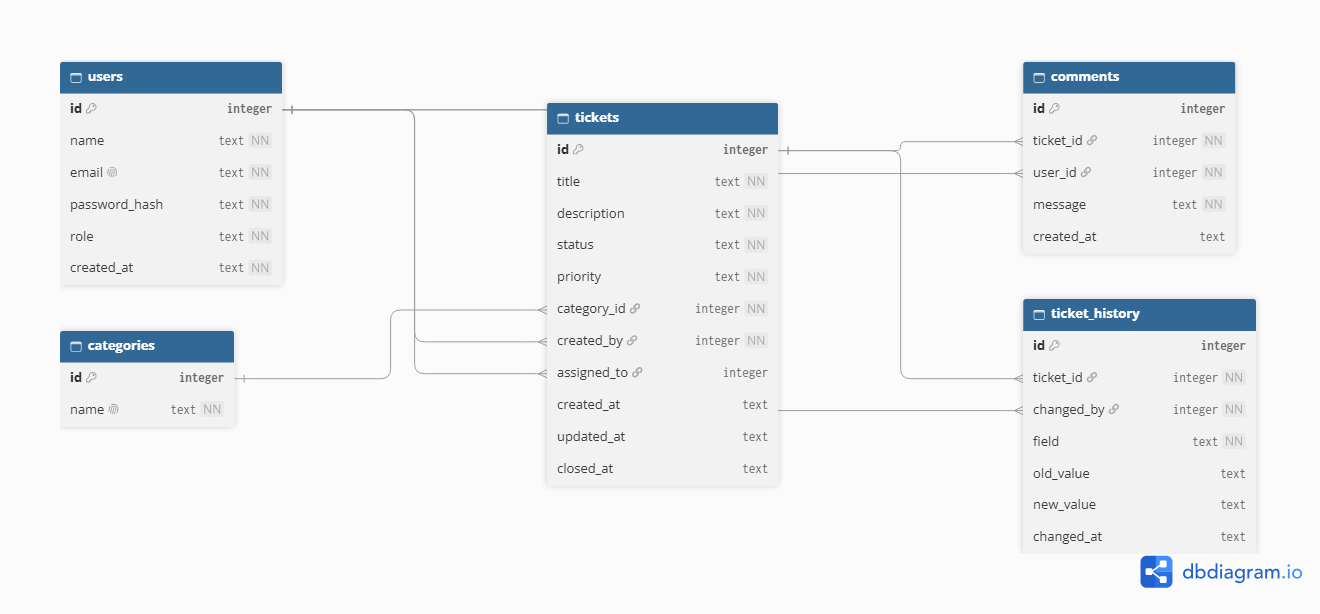 users
id integer
name text NN
email text NN
password_hash text NN
role text NN
created_at text NN
categories
id integer
name text NN
tickets
id integer
title text NN
description text NN
status text NN
priority text NN
category_id integer NN
created_by integer NN
assigned_to integer
created_at text
updated_at text
closed_at text
comments
id integer
ticket_id integer NN
user_id integer NN
message text NN
created_at text
ticket_history
id integer
ticket_id integer NN
changed_by integer NN
field text NN
old_value text
new_value text
changed_at text
dbdiagram.io